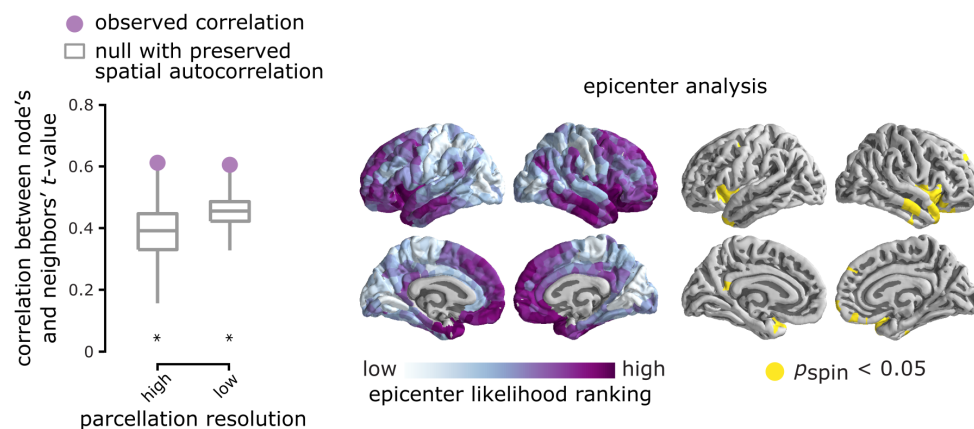 observed correlation
null with preserved
spatial autocorrelation
correlation between node's
and neighbors' t-value
0.8
0.6
0.4
0.2
0
*
*
high
low
parcellation resolution
epicenter analysis
low
high
epicenter likelihood ranking
pspin < 0.05